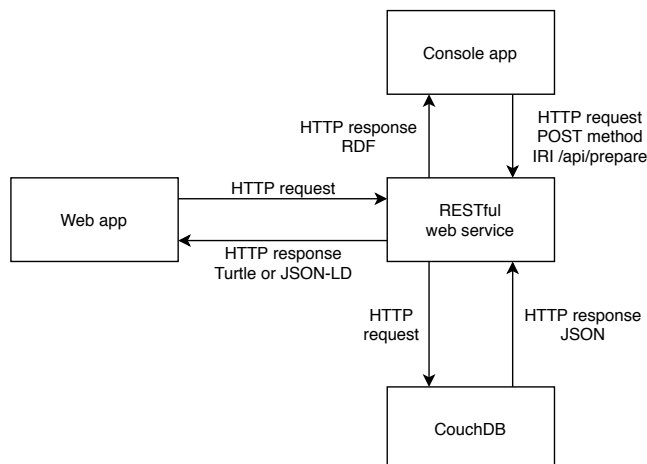 Console app
HTTP response
RDF
HTTP request
POST method
IRI /api/prepare
Web app
HTTP request
RESTful
web service
HTTP response
Turtle or JSON-LD
HTTP
request
HTTP response
JSON
CouchDB